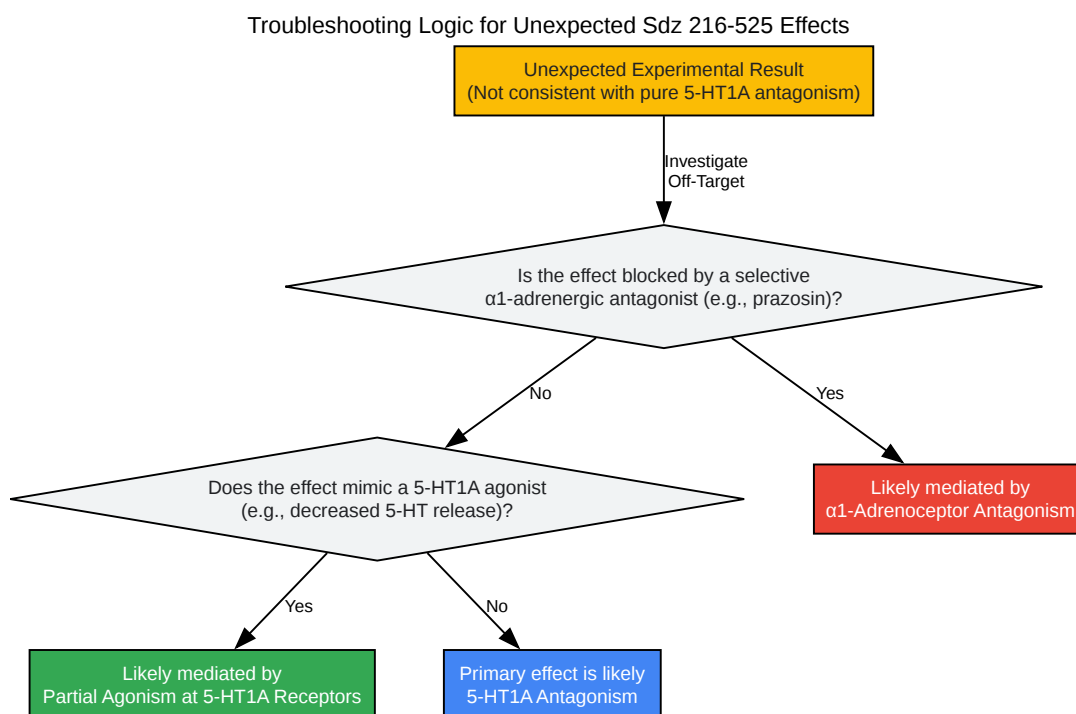 Troubleshooting Logic for Unexpected Sdz 216-525 Effects
Unexpected Experimental Result
(Not consistent with pure 5-HT1A antagonism)
Investigate
Off-Target
Is the effect blocked by a selective
α1-adrenergic antagonist (e.g., prazosin)?
No
Yes
Does the effect mimic a 5-HT1A agonist
(e.g., decreased 5-HT release)?
Likely mediated by
α1-Adrenoceptor Antagonism
Yes
No
Likely mediated by
Partial Agonism at 5-HT1A Receptors
Primary effect is likely
5-HT1A Antagonism